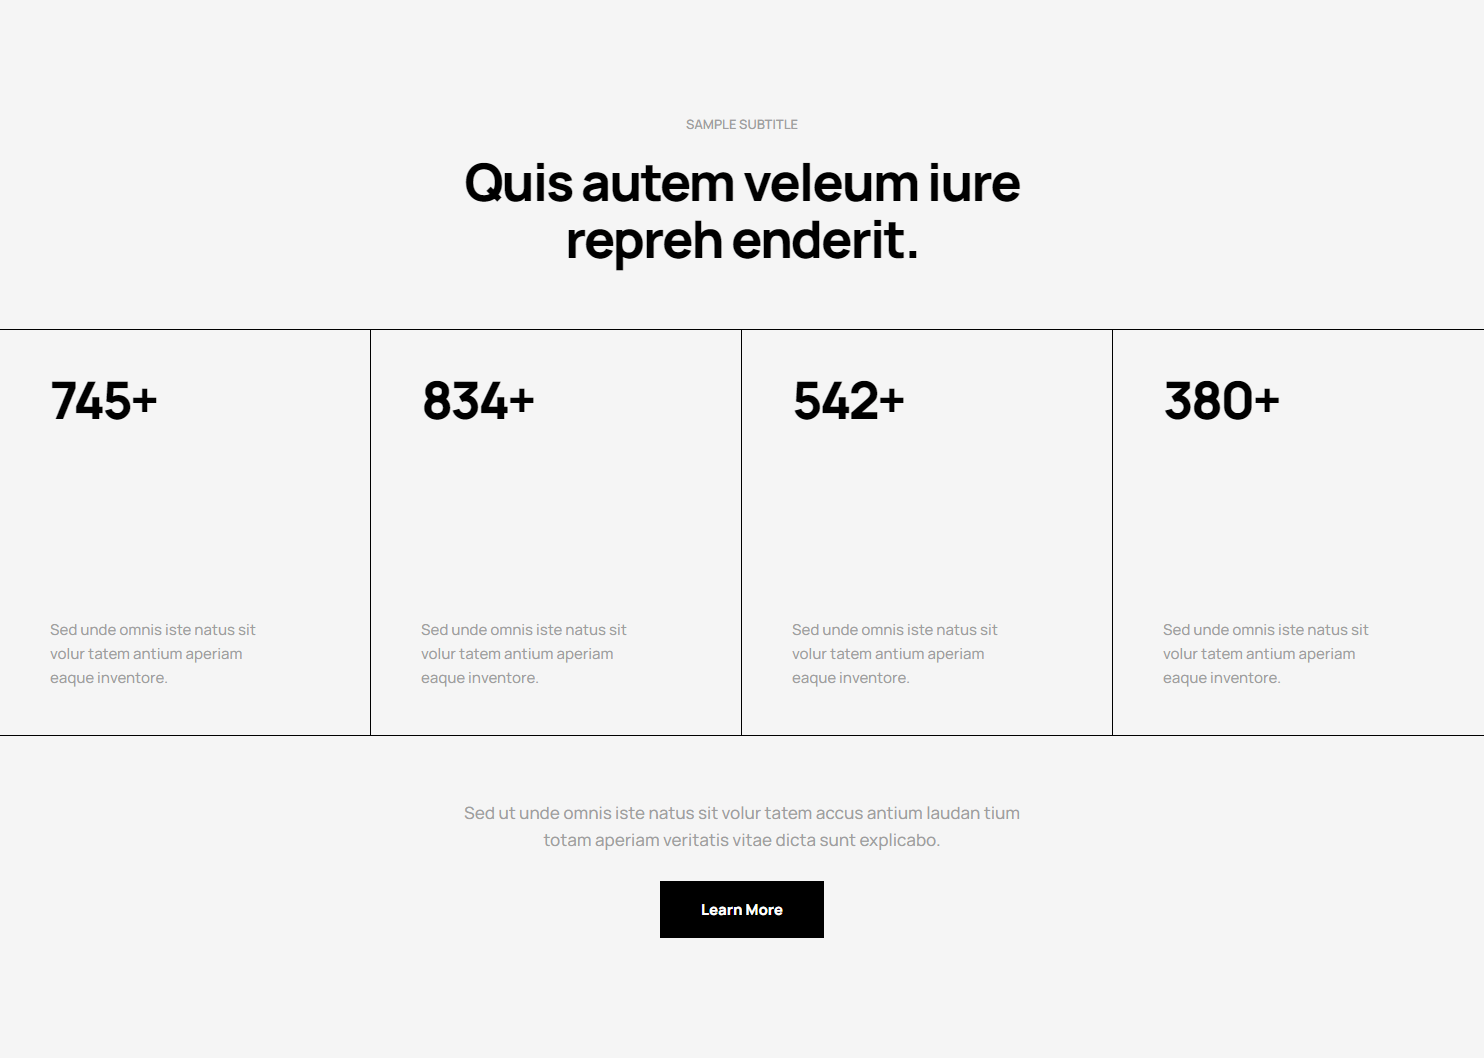 SAMPLE SUBTITLE
Quis autem veleum iure
repreh enderit.
745+
Sed unde omnis iste natus sit
volur tatem antium aperiam
eaque inventore.
834+
Sed unde omnis iste natus sit
volur tatem antium aperiam
eaque inventore.
542+
Sed unde omnis iste natus sit
volur tatem antium aperiam
eaque inventore.
380+
Sed unde omnis iste natus sit
volur tatem antium aperiam
eaque inventore.
Sed ut unde omnis iste natus sit volur tatem accus antium laudan tium
totam aperiam veritatis vitae dicta sunt explicabo.
Learn More